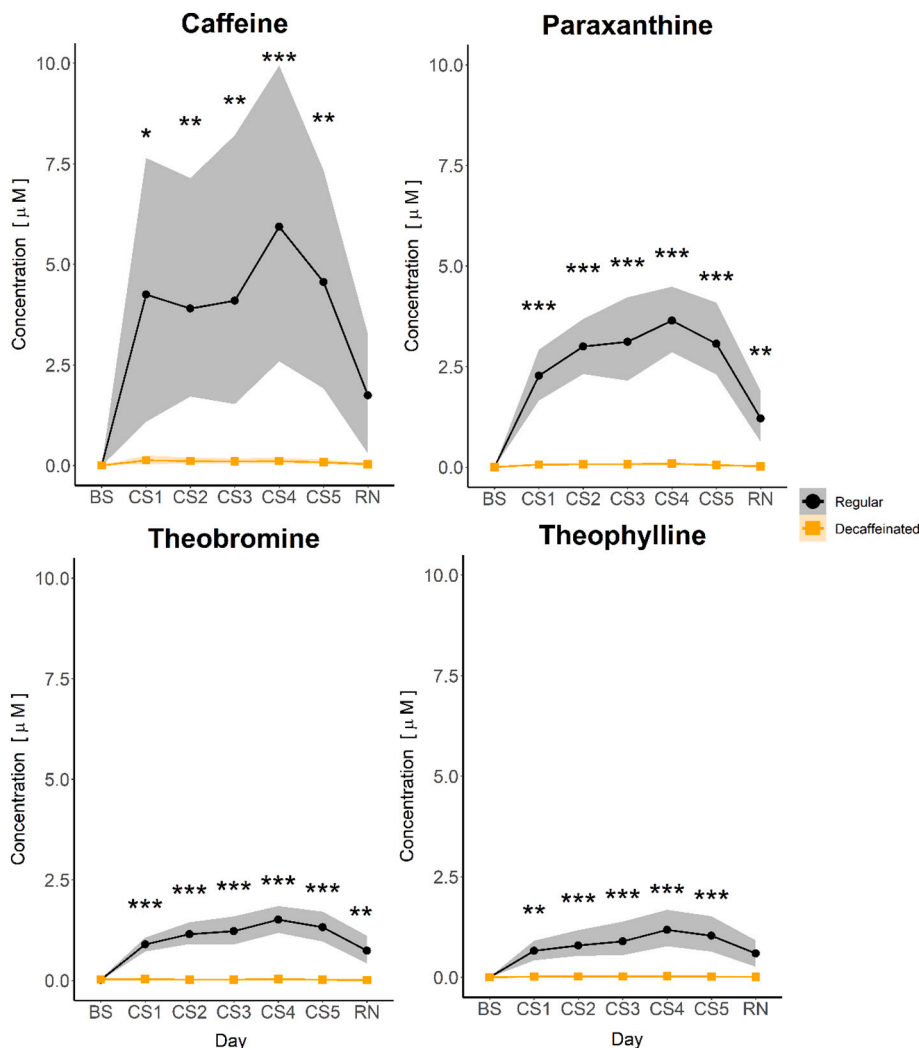 Caffeine
10.0
7.5
5.0
2.5
0.0
Concentration [ μM ]
* ** ** *** **
BS CS1 CS2 CS3 CS4 CS5 RN
Paraxanthine
10.0
7.5
5.0
2.5
0.0
Concentration [ μM ]
*** *** *** *** *** **
BS CS1 CS2 CS3 CS4 CS5 RN
Regular
Decaffeinated
Theobromine
10.0
7.5
5.0
2.5
0.0
Concentration [ μM ]
*** *** *** *** *** **
BS CS1 CS2 CS3 CS4 CS5 RN
Day
Theophylline
10.0
7.5
5.0
2.5
0.0
Concentration [ μM ]
** *** *** *** ***
BS CS1 CS2 CS3 CS4 CS5 RN
Day